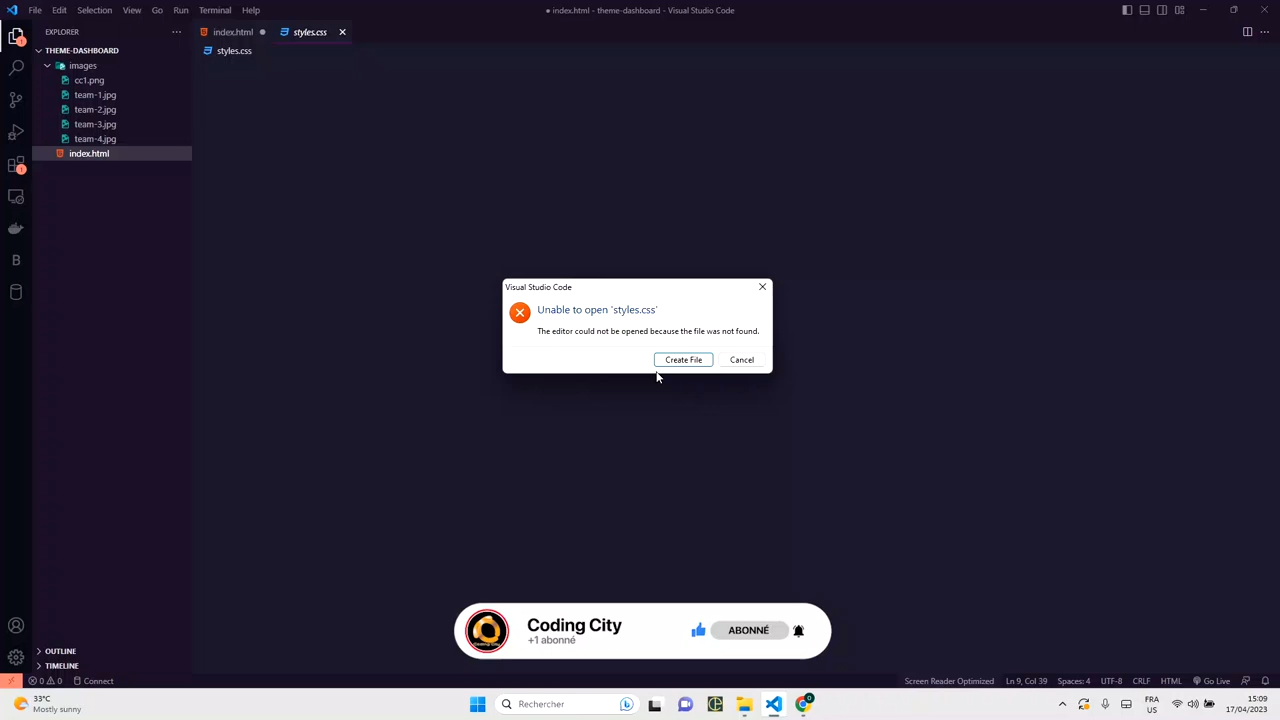 File Edit Selection View Go Run Terminal Help
● index.html - theme-dashboard - Visual Studio Code
EXPLORER
index.html
styles.css
THEME-DASHBOARD
styles.css
images
cc1.png
team-1.jpg
team-2.jpg
team-3.jpg
team-4.jpg
index.html
1
1
B
Visual Studio Code
Unable to open 'styles.css'
The editor could not be opened because the file was not found.
Create File
Cancel
Coding City
+1 abonné
ABONNÉ
OUTLINE
TIMELINE
0 0 Connect
Screen Reader Optimized Ln 9, Col 39 Spaces: 4 UTF-8 CRLF HTML Go Live
33°C
Mostly sunny
Rechercher
FRA
US
15:09
17/04/2023